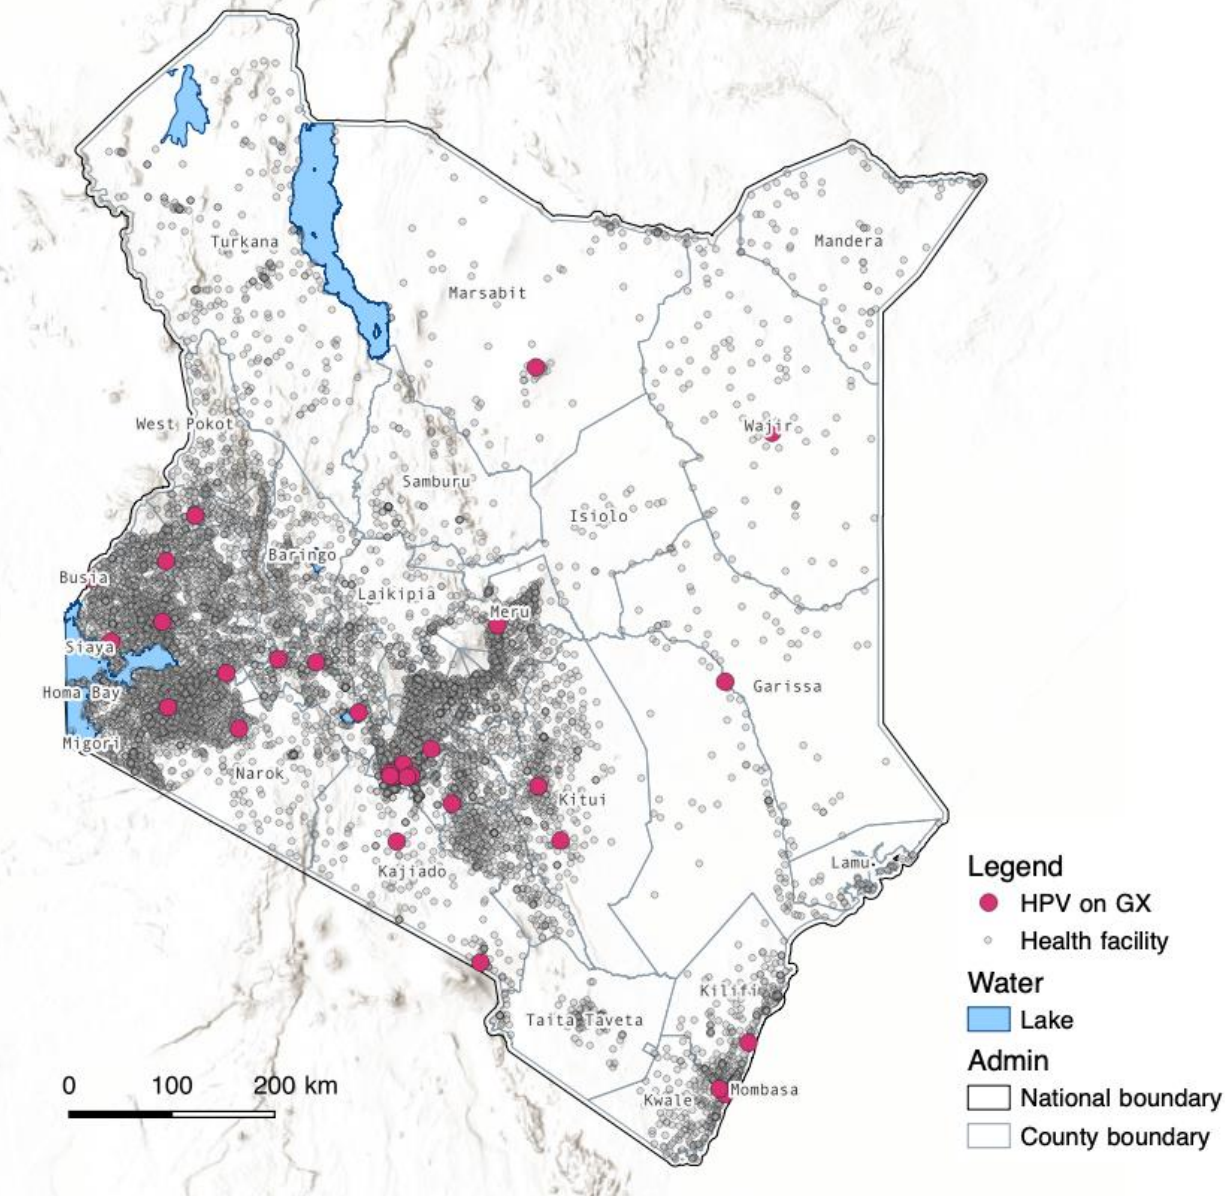 Turkana
Mandera
Marsabit
West Pokot
Wajir
Samburu
Isiolo
Baringo
Busia
Laikipia
Meru
Siaya
Garissa
Homa Bay
Migori
Narok
Kitui
Kajiado
Lamu
Kilifi
Taita Taveta
Kwale
Mombasa
Legend
HPV on GX
Health facility
Water
Lake
Admin
National boundary
County boundary
0 100 200 km